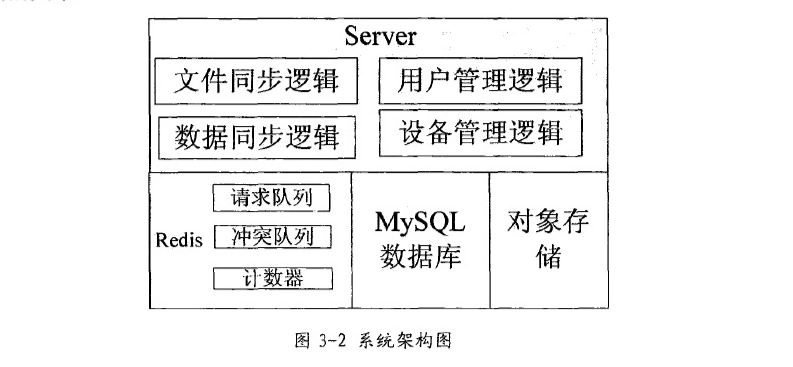 Server
文件同步逻辑
用户管理逻辑
数据同步逻辑
设备管理逻辑
Redis
请求队列
冲突队列
计数器
MySQL
数据库
对象存
储
图 3-2 系统架构图